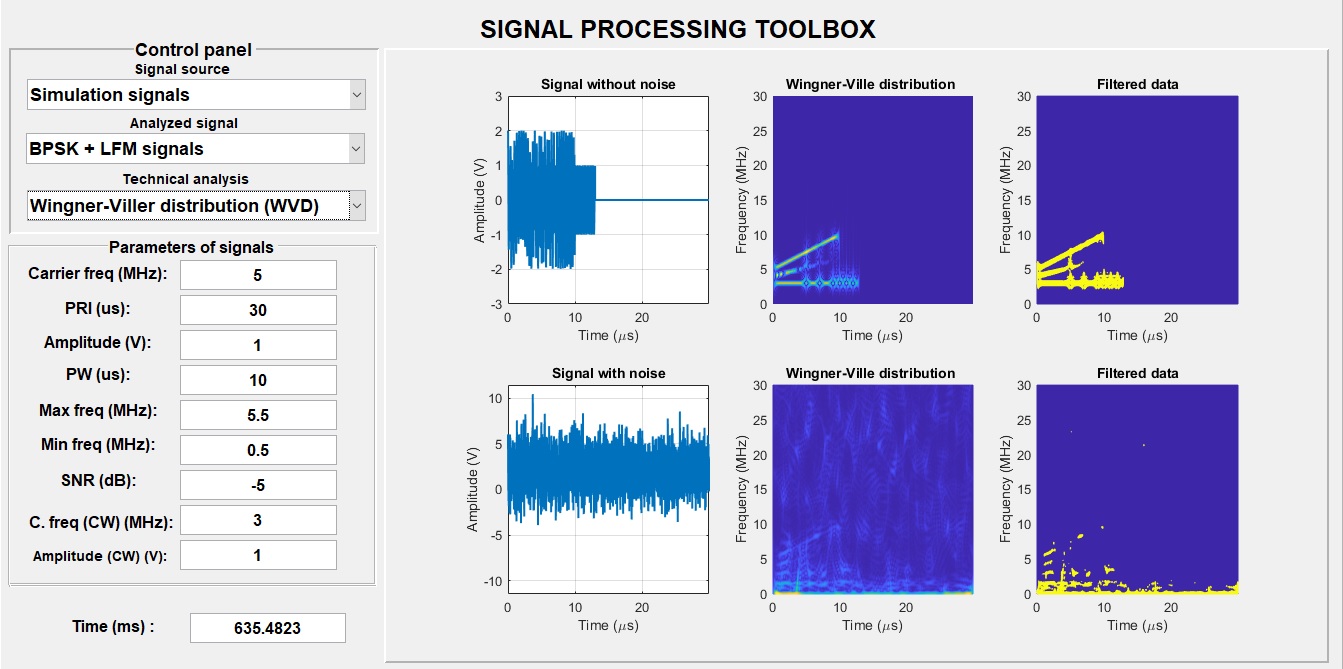 SIGNAL PROCESSING TOOLBOX
Control panel
Signal source
Simulation signals
Analyzed signal
BPSK + LFM signals
Technical analysis
Wingner-Viller distribution (WVD)
Parameters of signals
Carrier freq (MHz): 5
PRI (us): 30
Amplitude (V): 1
PW (us): 10
Max freq (MHz): 5.5
Min freq (MHz): 0.5
SNR (dB): -5
C. freq (CW) (MHz): 3
Amplitude (CW) (V): 1
Time (ms) : 635.4823
Signal without noise
Amplitude (V)
3
2
1
0
-1
-2
-3
0 10 20
Time (μs)
Wingner-Ville distribution
Frequency (MHz)
30
25
20
15
10
5
0
0 10 20
Time (μs)
Filtered data
Frequency (MHz)
30
25
20
15
10
5
0
0 10 20
Time (μs)
Signal with noise
Amplitude (V)
10
5
0
-5
-10
0 10 20
Time (μs)
Wingner-Ville distribution
Frequency (MHz)
30
25
20
15
10
5
0
0 10 20
Time (μs)
Filtered data
Frequency (MHz)
30
25
20
15
10
5
0
0 10 20
Time (μs)